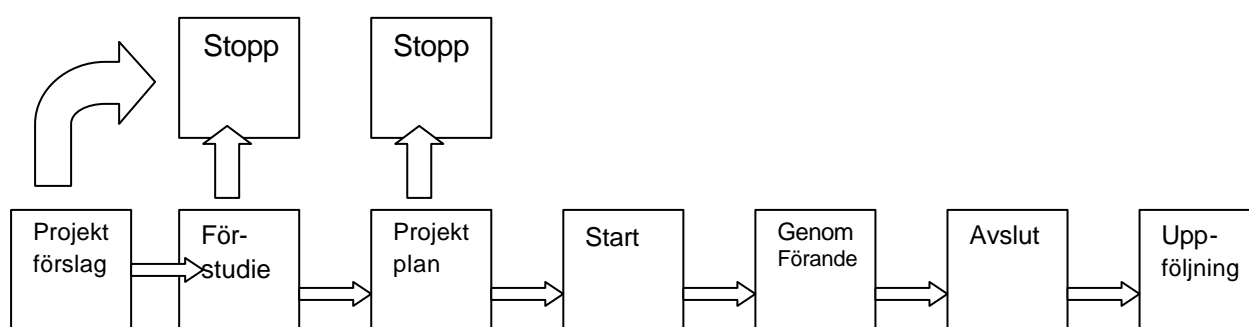 Stopp
Stopp
Projekt
förslag
För-
studie
Projekt
plan
Start
Genom
Förande
Avslut
Upp-
följning